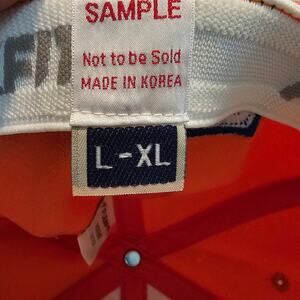 SAMPLE
Not to be Sold
MADE IN KOREA
L-XL